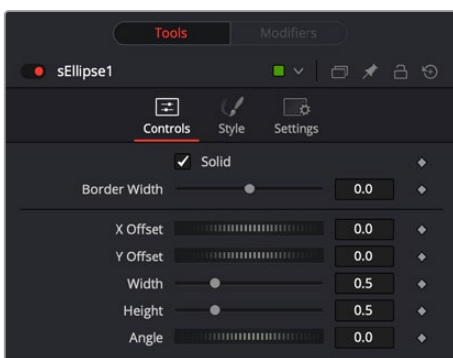 Tools Modifiers
sEllipse1
Controls Style Settings
Solid
Border Width 0.0
X Offset 0.0
Y Offset 0.0
Width 0.5
Height 0.5
Angle 0.0